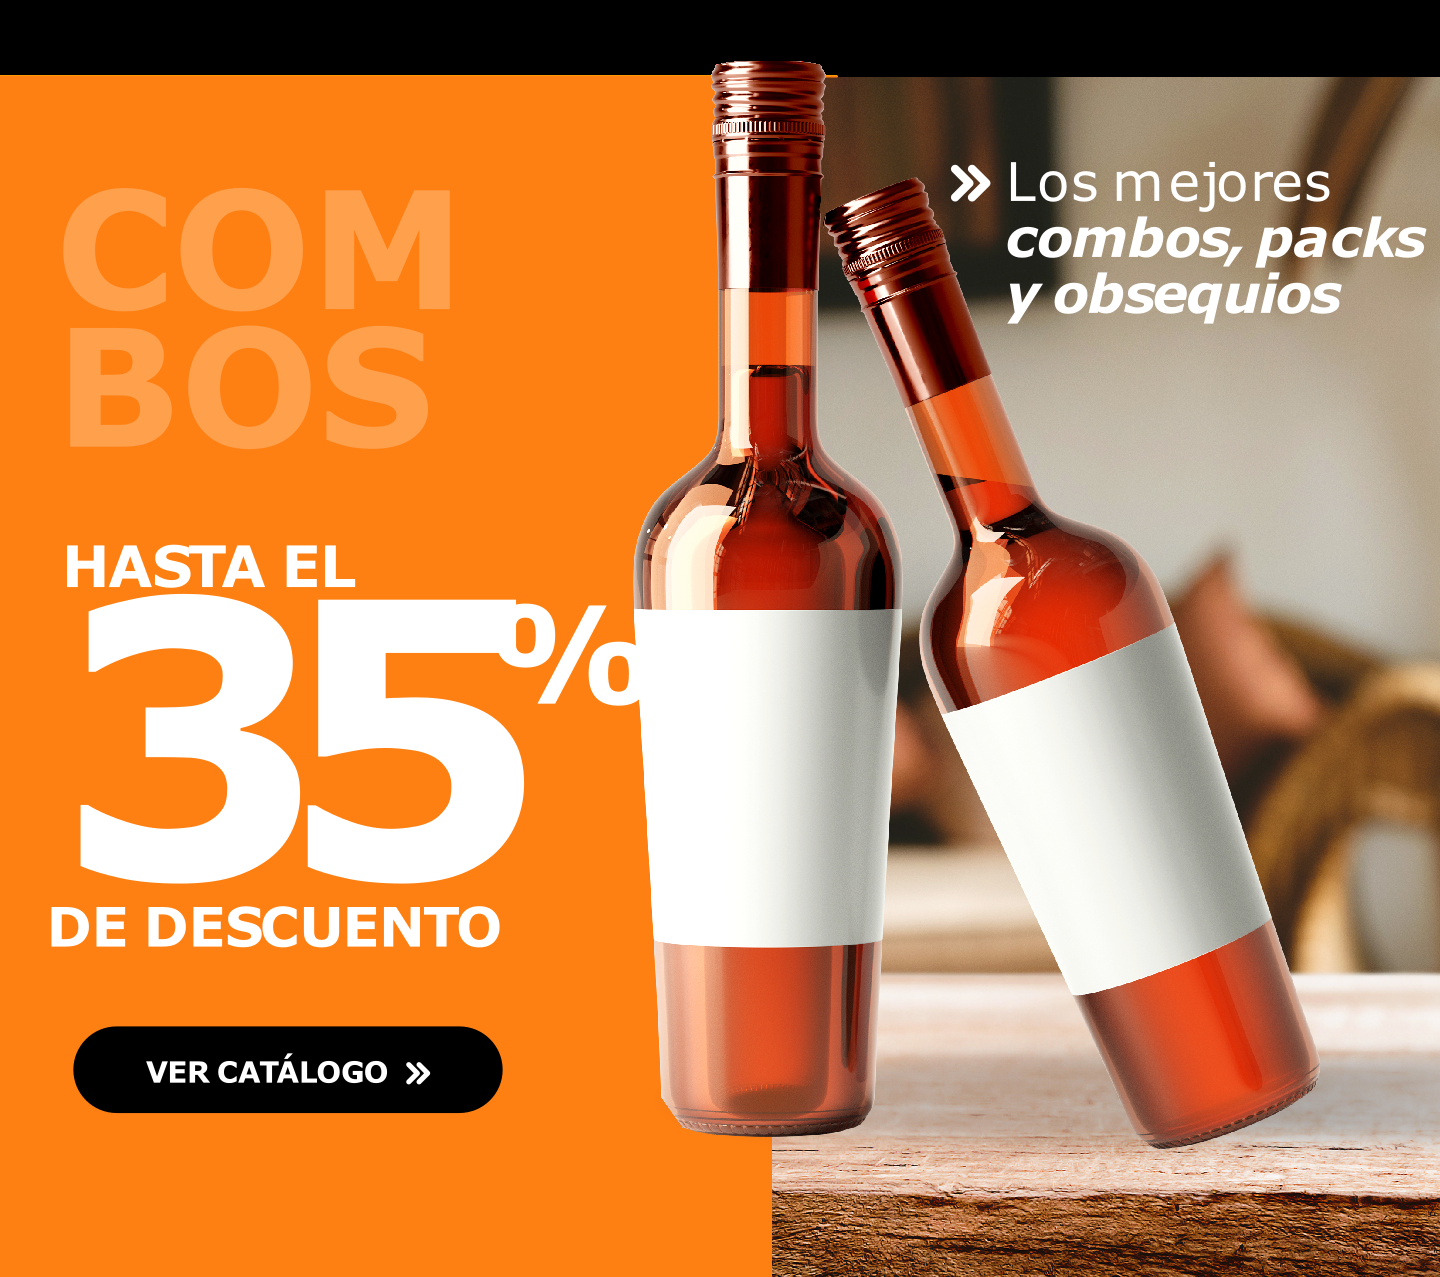 COM
BOS
HASTA EL
35%
DE DESCUENTO
VER CATÁLOGO
Los mejores
combos, packs
y obsequios